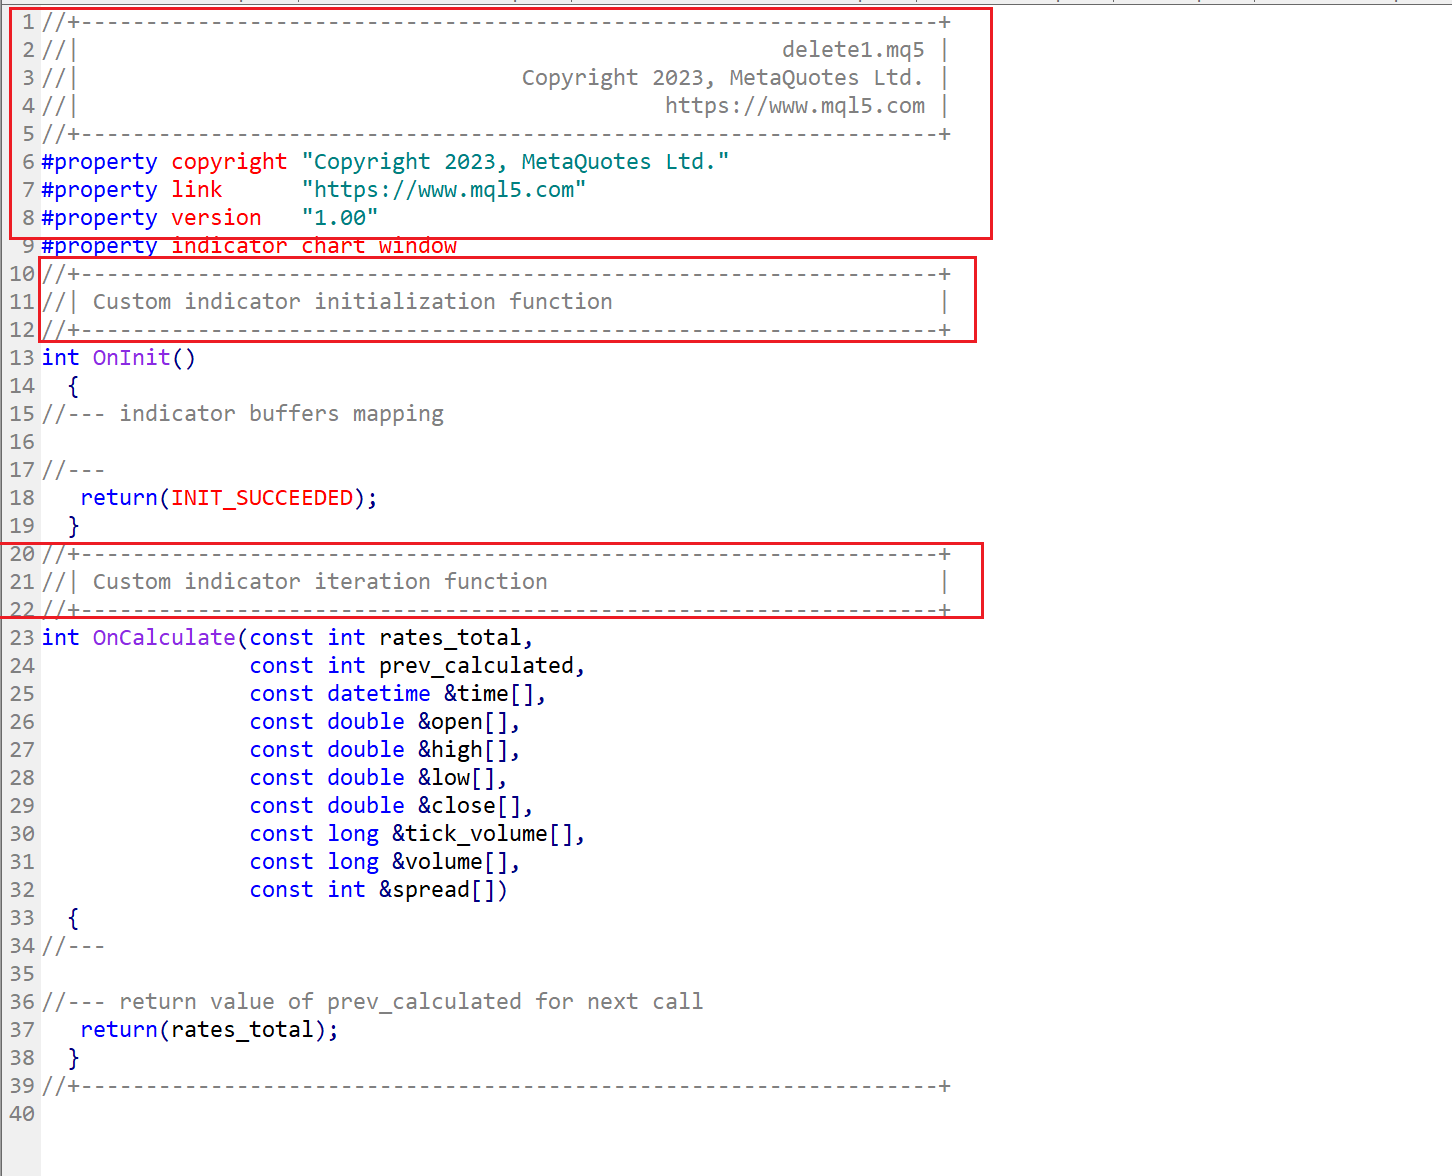 1 //+------------------------------------------------------------------+
2 //|                                                      delete1.mq5 |
3 //|                                  Copyright 2023, MetaQuotes Ltd. |
4 //|                                             https://www.mql5.com |
5 //+------------------------------------------------------------------+
6 #property copyright "Copyright 2023, MetaQuotes Ltd."
7 #property link      "https://www.mql5.com"
8 #property version   "1.00"
9 #property indicator_chart_window
10 //+------------------------------------------------------------------+
11 //| Custom indicator initialization function                         |
12 //+------------------------------------------------------------------+
13 int OnInit()
14   {
15 //--- indicator buffers mapping
16
17 //---
18    return(INIT_SUCCEEDED);
19   }
20 //+------------------------------------------------------------------+
21 //| Custom indicator iteration function                              |
22 //+------------------------------------------------------------------+
23 int OnCalculate(const int rates_total,
24                 const int prev_calculated,
25                 const datetime &time[],
26                 const double &open[],
27                 const double &high[],
28                 const double &low[],
29                 const double &close[],
30                 const long &tick_volume[],
31                 const long &volume[],
32                 const int &spread[])
33   {
34 //---
35
36 //--- return value of prev_calculated for next call
37    return(rates_total);
38   }
39 //+------------------------------------------------------------------+
40